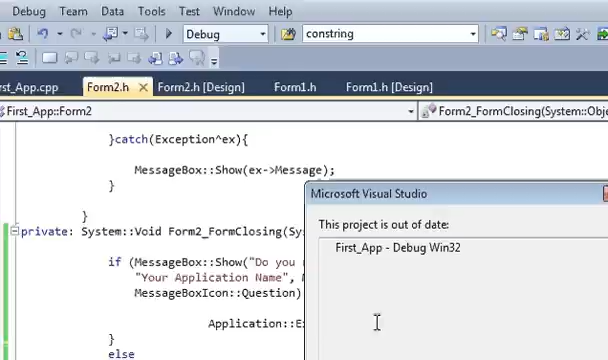 Debug Team Data Tools Test Window Help
Debug constring
rst_App.cpp Form2.h Form2.h [Design] Form1.h Form1.h [Design]
First_App::Form2 Form2_FormClosing(System::Obje
}catch(Exception^ex){
MessageBox::Show(ex->Message);
}
}
private: System::Void Form2_FormClosing(Sy
if (MessageBox::Show("Do you
"Your Application Name",
MessageBoxIcon::Question)
Application::E
}
else
Microsoft Visual Studio
This project is out of date:
First_App - Debug Win32